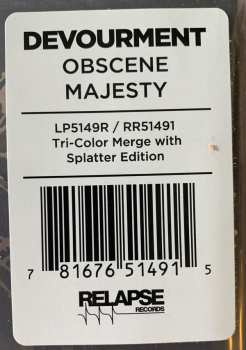 DEVOURMENT
OBSCENE
MAJESTY
LP5149R / RR51491
Tri-Color Merge with
Splatter Edition
7 81676 51491 5
RELAPSE
RECORDS